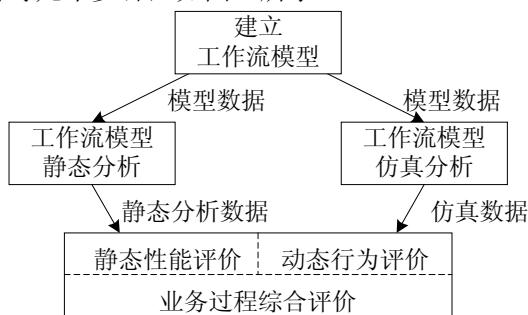 建立
工作流模型
模型数据
模型数据
工作流模型
静态分析
工作流模型
仿真分析
静态分析数据
仿真数据
静态性能评价
动态行为评价
业务过程综合评价